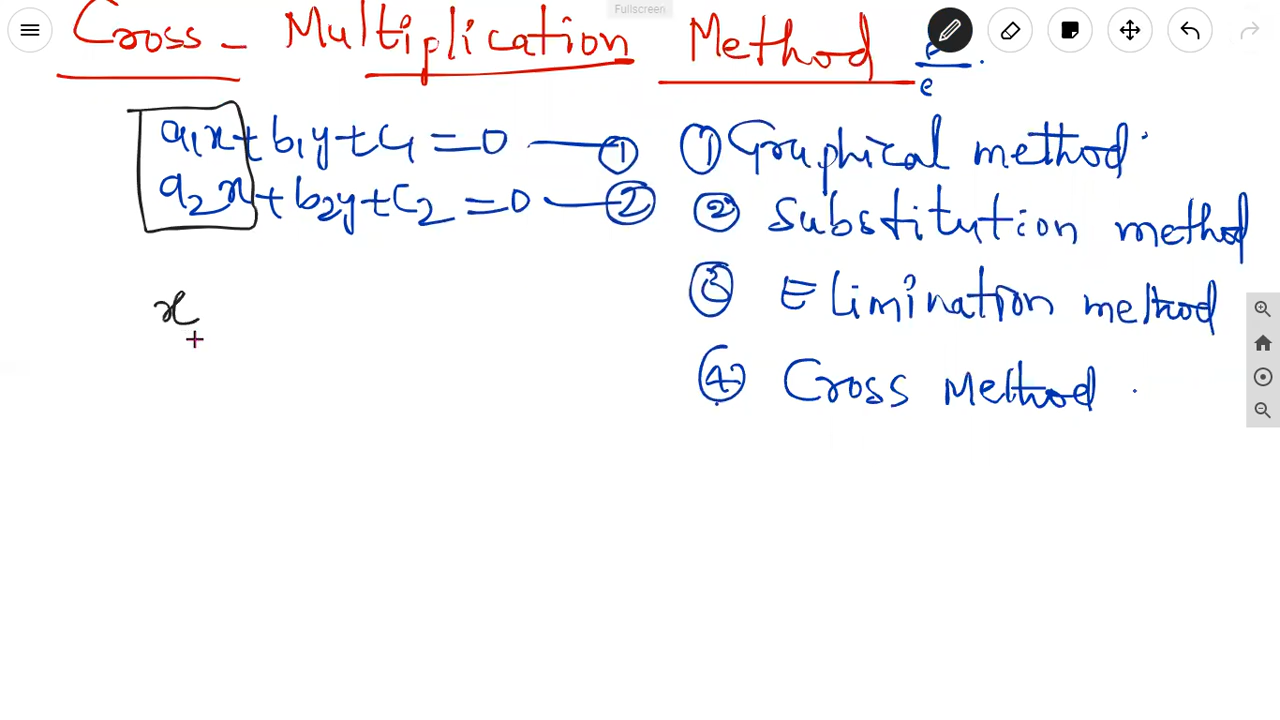 Fullscreen
Cross - Multiplication Method
e
a₁x + b₁y + c₁ = 0 — ①
a₂x + b₂y + c₂ = 0 — ②
x
① Graphical method
② Substitution method
③ Elimination method
④ Cross Method